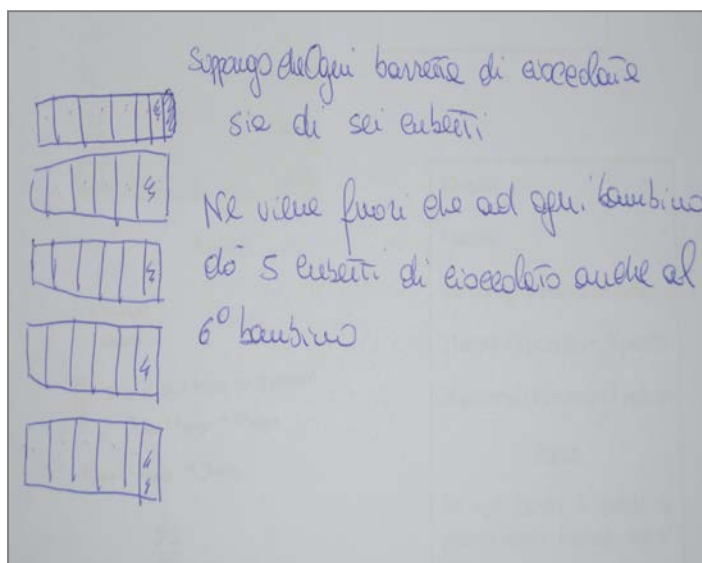 Suppongo che Ogni barretta di cioccolata
sia di sei cubetti
Ne viene fuori che ad ogni bambino
do 5 cubetti di cioccolato anche al
6° bambino